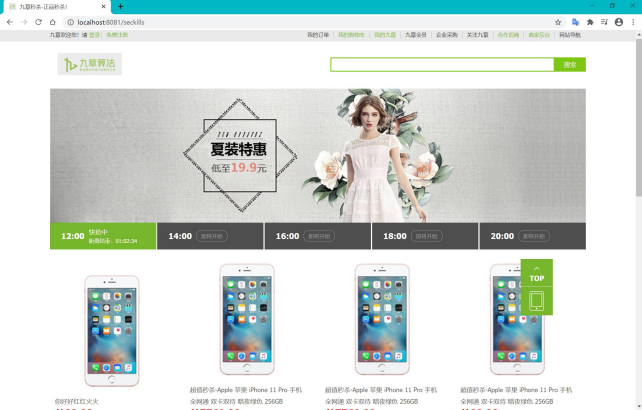 九章秒杀-正品秒杀!
localhost:8081/seckills
九章欢迎您! 请 登录 | 免费注册
我的订单 | 我的购物车 | 我的九章 | 九章会员 | 企业采购 | 关注九章 | 合作招商 | 商家后台 | 网站导航
九章算法
搜索
夏装特惠
低至19.9元
12:00 快抢中
距离结束: 01:02:34
14:00 即将开始
16:00 即将开始
18:00 即将开始
20:00 即将开始
TOP
你好好红红火火
超值秒杀-Apple 苹果 iPhone 11 Pro 手机
全网通 双卡双待 暗夜绿色 256GB
超值秒杀-Apple 苹果 iPhone 11 Pro 手机
全网通 双卡双待 暗夜绿色 256GB
超值秒杀-Apple 苹果 iPhone 11 Pro 手机
全网通 双卡双待 暗夜绿色 256GB